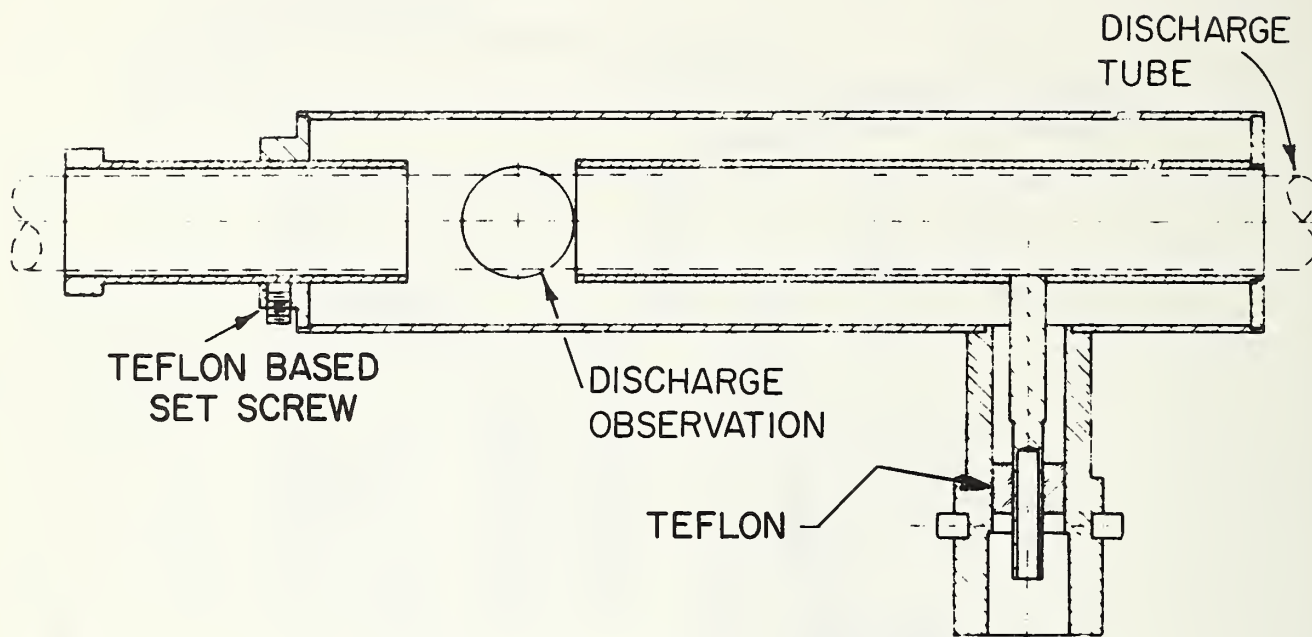 DISCHARGE
TUBE
TEFLON BASED
SET SCREW
DISCHARGE
OBSERVATION
TEFLON